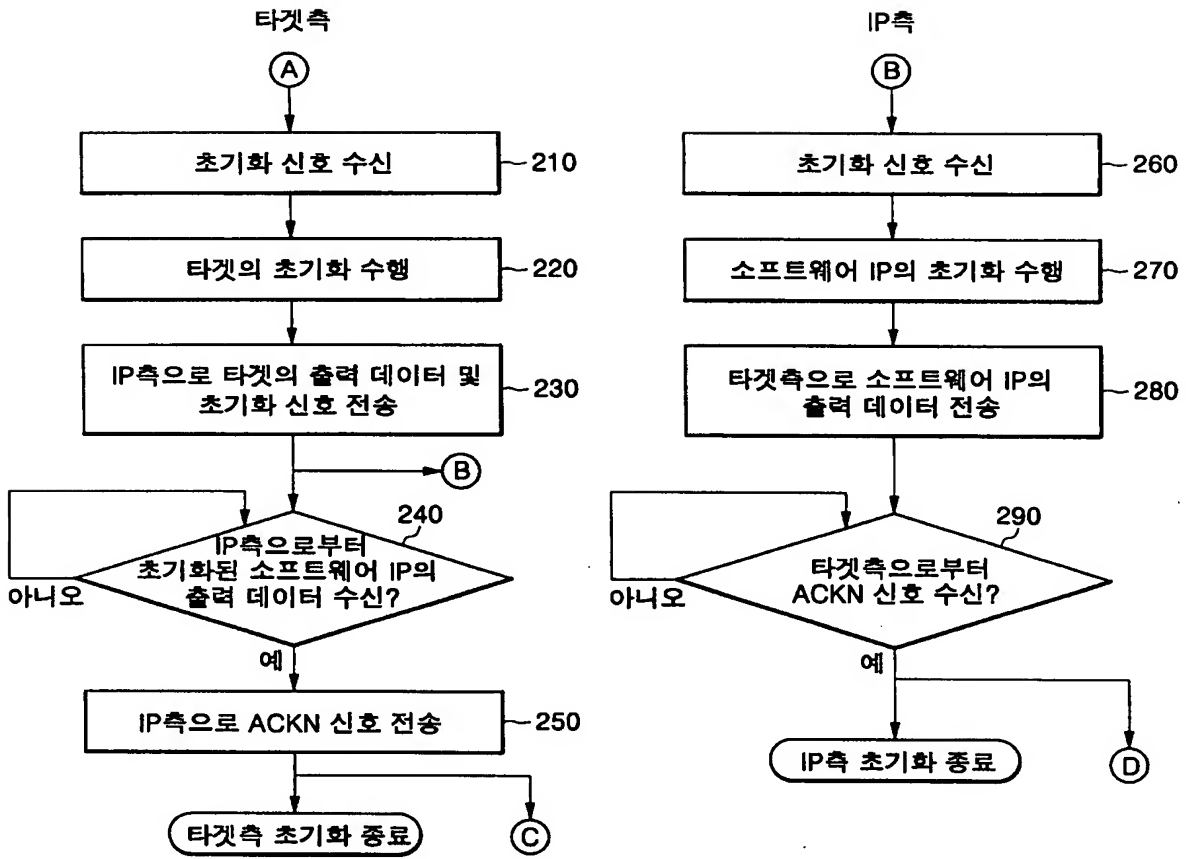 타겟측
A
초기화 신호 수신
210
타겟의 초기화 수행
220
IP측으로 타겟의 출력 데이터 및
초기화 신호 전송
230
B
240
IP측으로부터
초기화된 소프트웨어 IP의
출력 데이터 수신?
아니오
예
IP측으로 ACKN 신호 전송
250
타겟측 초기화 종료
C
IP측
B
초기화 신호 수신
260
소프트웨어 IP의 초기화 수행
270
타겟측으로 소프트웨어 IP의
출력 데이터 전송
280
290
타겟측으로부터
ACKN 신호 수신?
아니오
예
IP측 초기화 종료
D